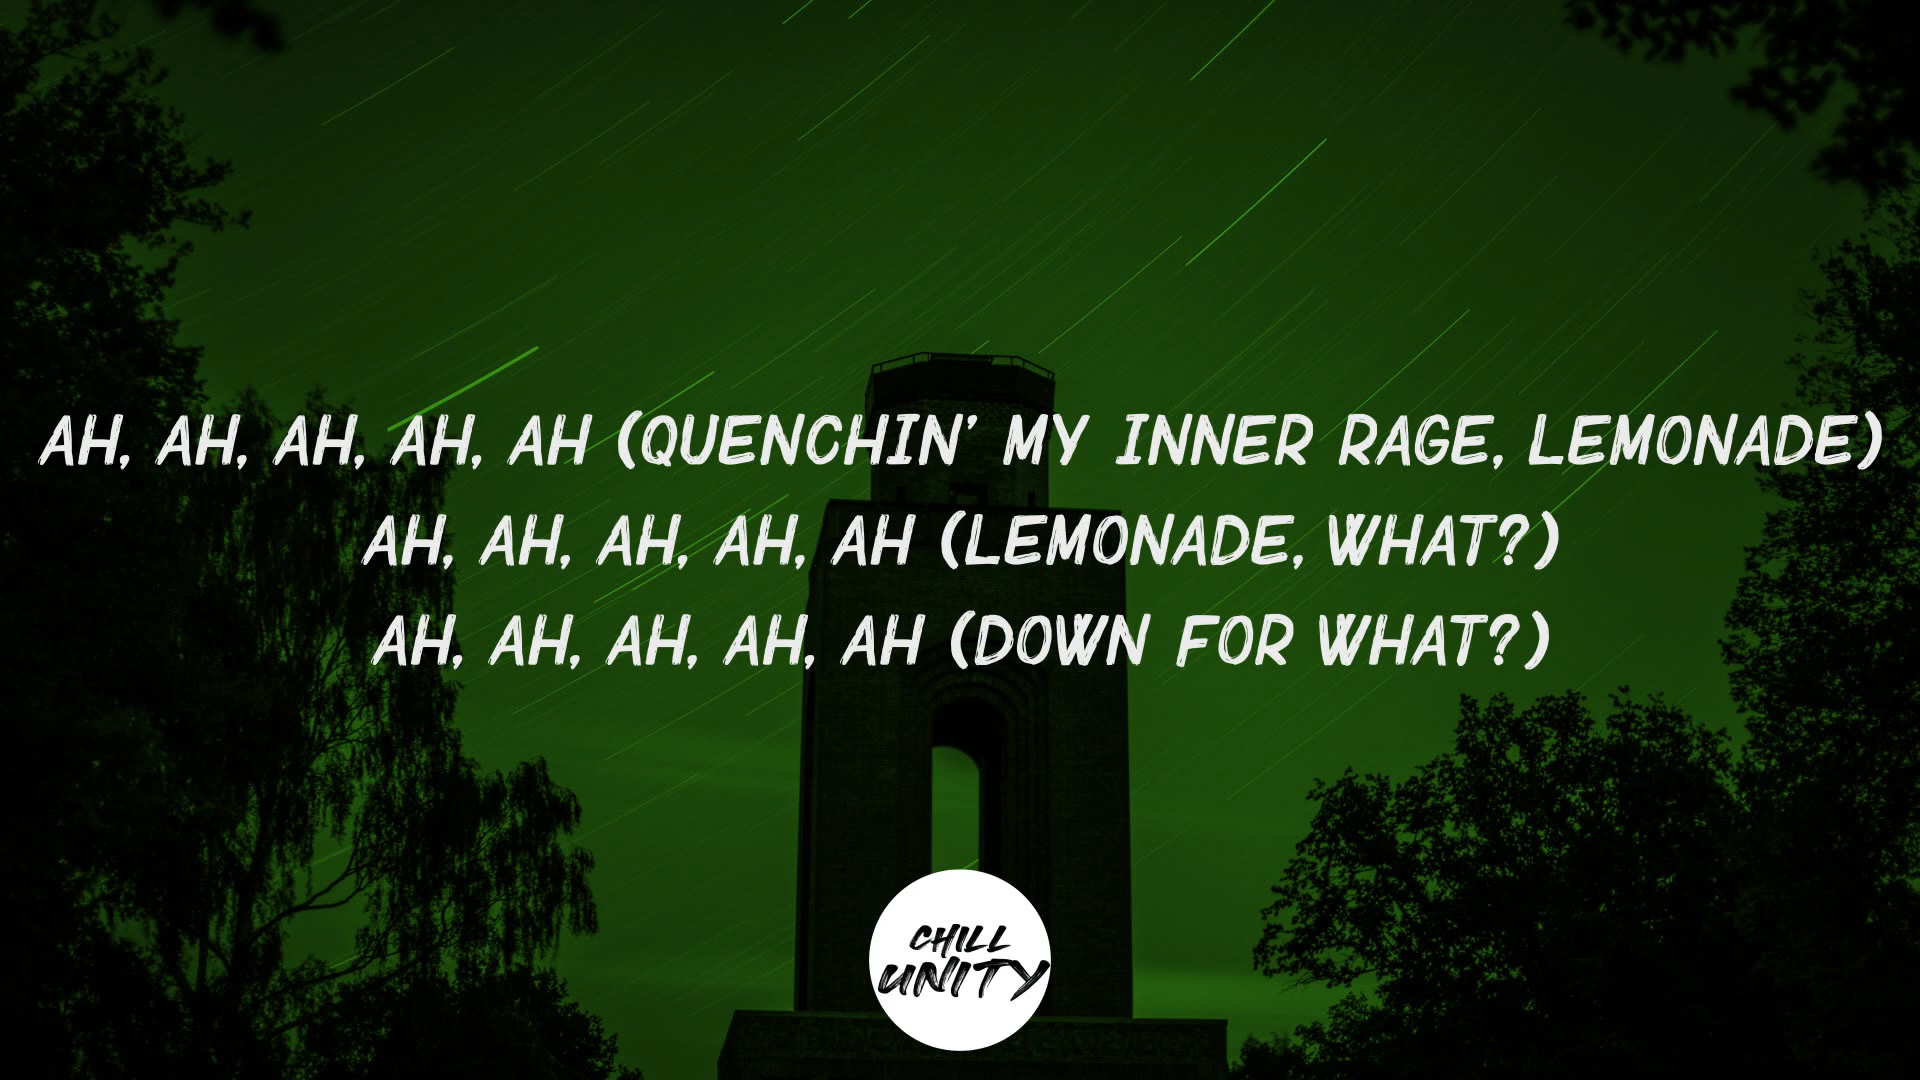 AH, AH, AH, AH, AH (QUENCHIN' MY INNER RAGE, LEMONADE)
AH, AH, AH, AH, AH (LEMONADE, WHAT?)
AH, AH, AH, AH, AH (DOWN FOR WHAT?)
CHILL
UNITY